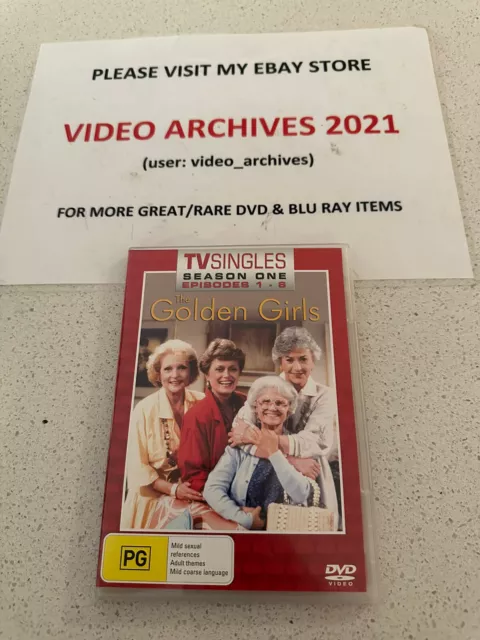 PLEASE VISIT MY EBAY STORE
VIDEO ARCHIVES 2021
(user: video_archives)
FOR MORE GREAT/RARE DVD & BLU RAY ITEMS
TVSINGLES
SEASON ONE
EPISODES 1 - 8
The
Golden Girls
PG
Mild sexual
references
Adult themes
Mild coarse language
DVD
VIDEO